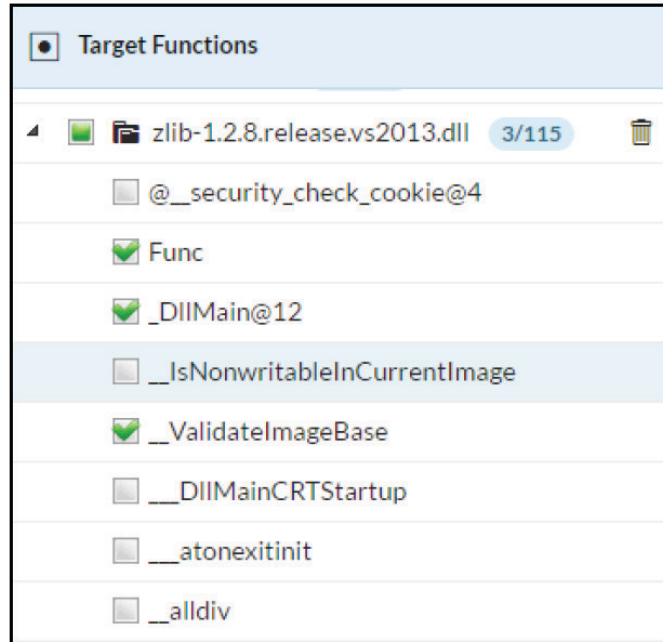 Target Functions
zlib-1.2.8.release.vs2013.dll 3/115
@__security_check_cookie@4
Func
_DllMain@12
__IsNonwritableInCurrentImage
__ValidateImageBase
___DllMainCRTStartup
___atonexitinit
__alldiv